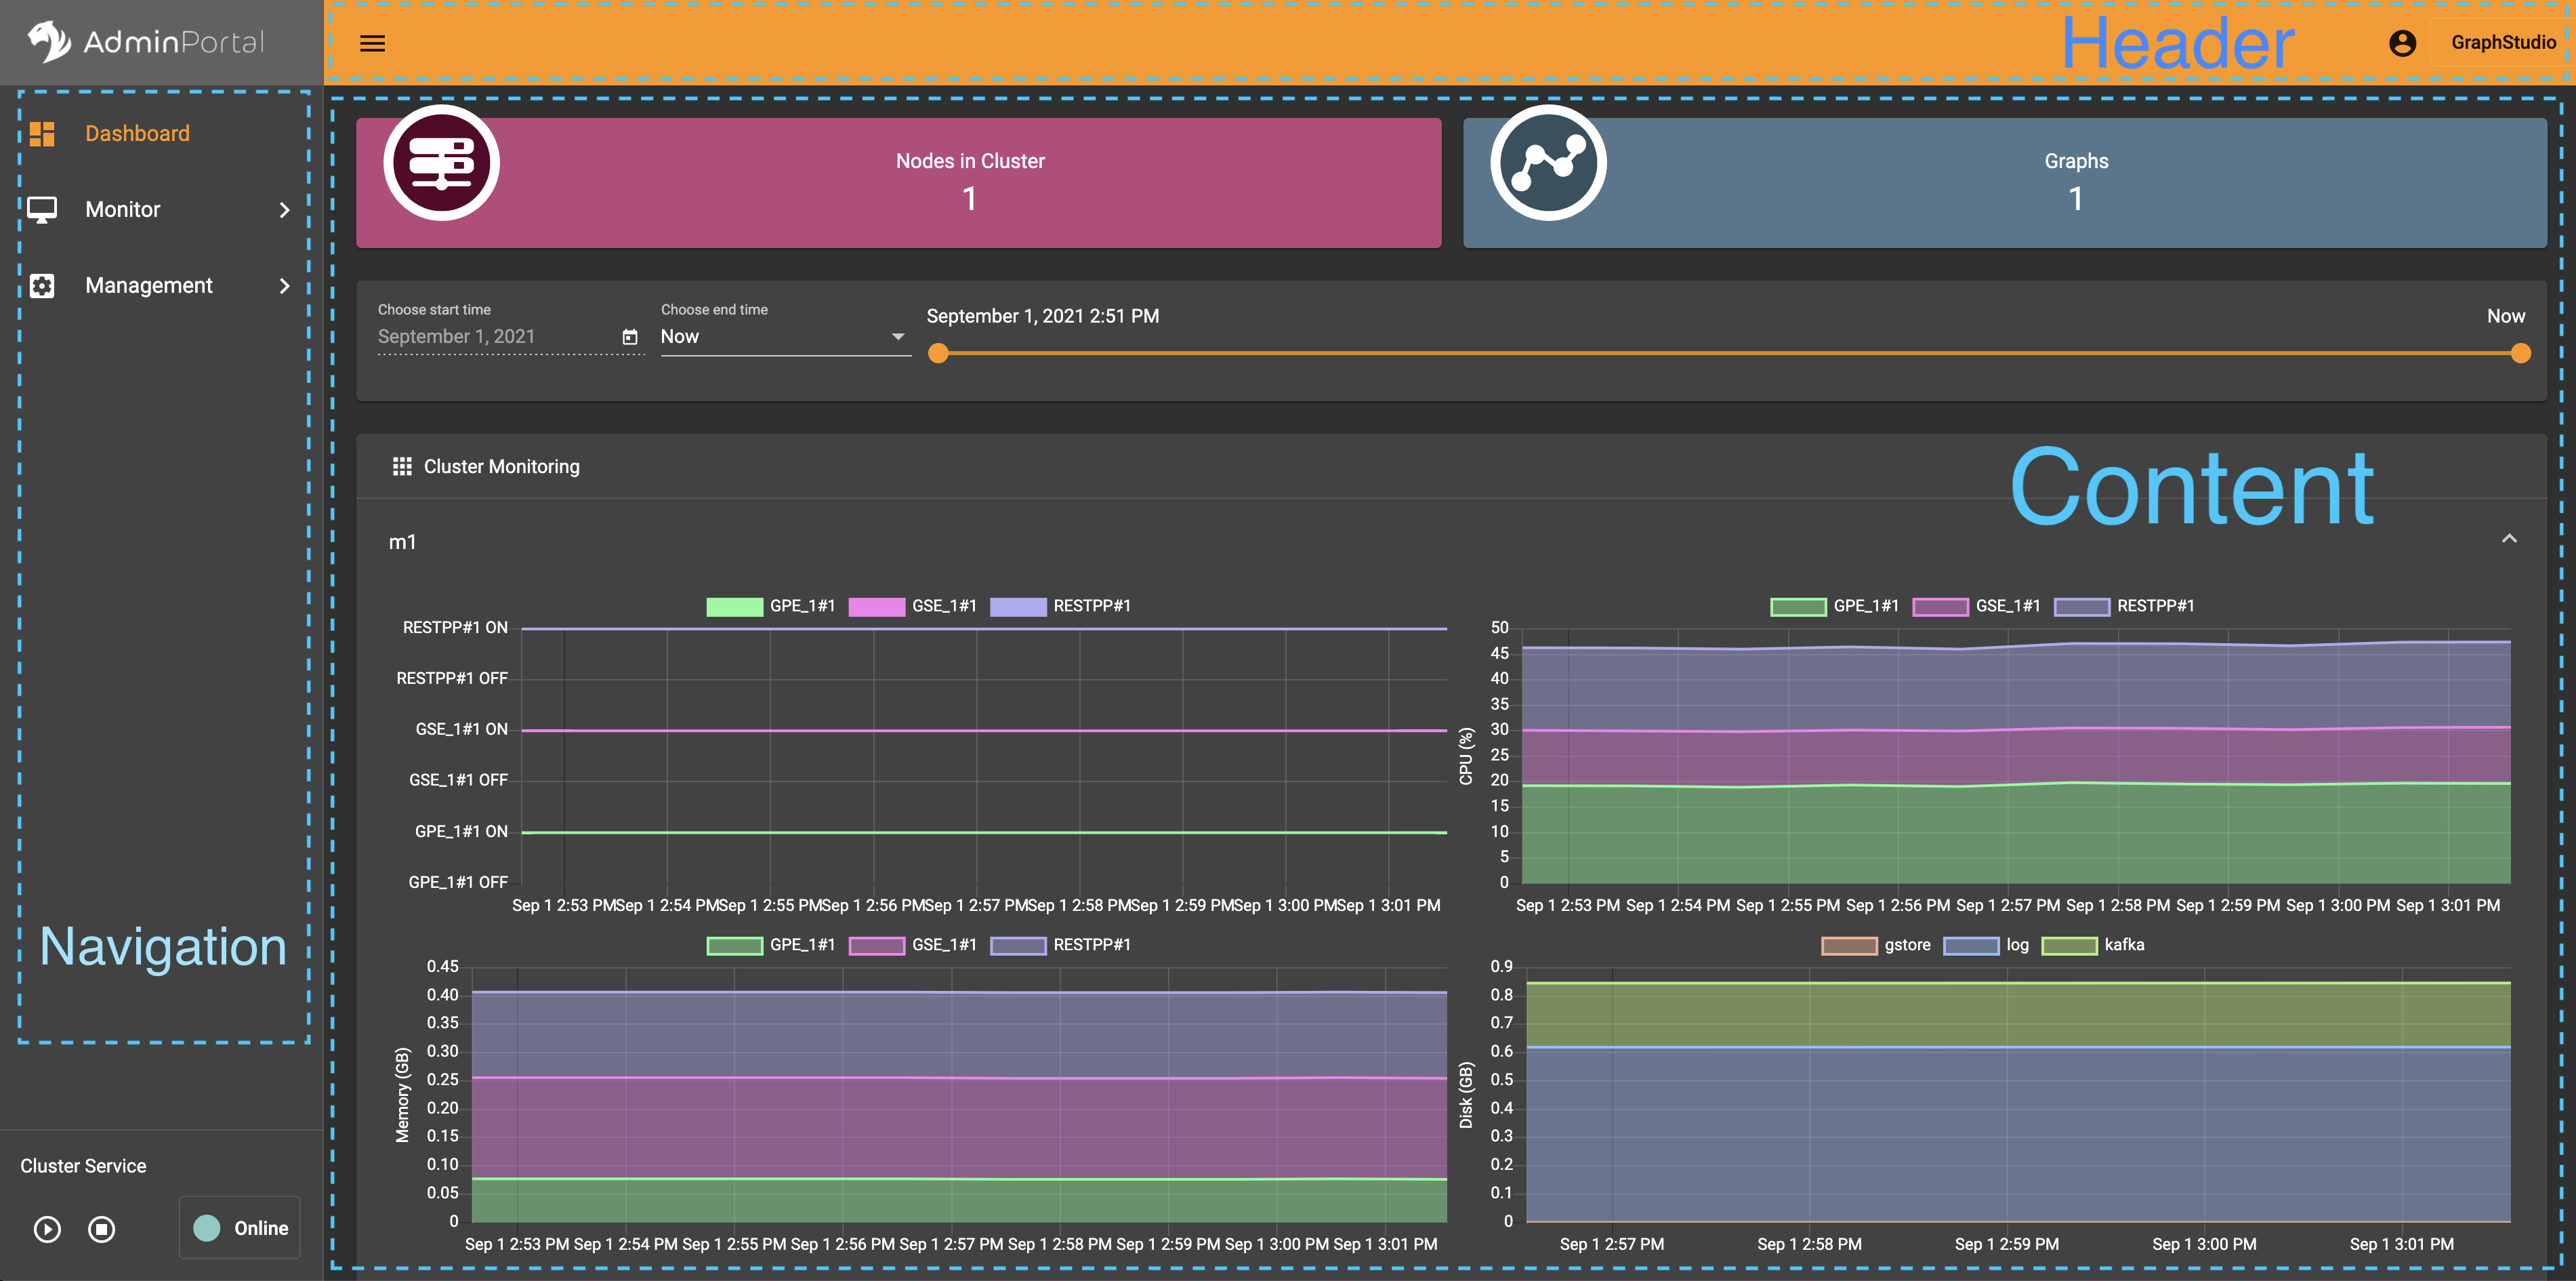 AdminPortal
Header
GraphStudio
Dashboard
Monitor
Management
Navigation
Cluster Service
Online
Nodes in Cluster
1
Graphs
1
Choose start time
September 1, 2021
Choose end time
Now
September 1, 2021 2:51 PM
Now
Cluster Monitoring
Content
m1
GPE_1#1 GSE_1#1 RESTPP#1
RESTPP#1 ON
RESTPP#1 OFF
GSE_1#1 ON
GSE_1#1 OFF
GPE_1#1 ON
GPE_1#1 OFF
Sep 1 2:53 PM Sep 1 2:54 PM Sep 1 2:55 PM Sep 1 2:56 PM Sep 1 2:57 PM Sep 1 2:58 PM Sep 1 2:59 PM Sep 1 3:00 PM Sep 1 3:01 PM
GPE_1#1 GSE_1#1 RESTPP#1
CPU (%)
50
45
40
35
30
25
20
15
10
5
0
Sep 1 2:53 PM Sep 1 2:54 PM Sep 1 2:55 PM Sep 1 2:56 PM Sep 1 2:57 PM Sep 1 2:58 PM Sep 1 2:59 PM Sep 1 3:00 PM Sep 1 3:01 PM
GPE_1#1 GSE_1#1 RESTPP#1
Memory (GB)
0.45
0.40
0.35
0.30
0.25
0.20
0.15
0.10
0.05
0
Sep 1 2:53 PM Sep 1 2:54 PM Sep 1 2:55 PM Sep 1 2:56 PM Sep 1 2:57 PM Sep 1 2:58 PM Sep 1 2:59 PM Sep 1 3:00 PM Sep 1 3:01 PM
gstore log kafka
Disk (GB)
0.9
0.8
0.7
0.6
0.5
0.4
0.3
0.2
0.1
0
Sep 1 2:57 PM Sep 1 2:58 PM Sep 1 2:59 PM Sep 1 3:00 PM Sep 1 3:01 PM